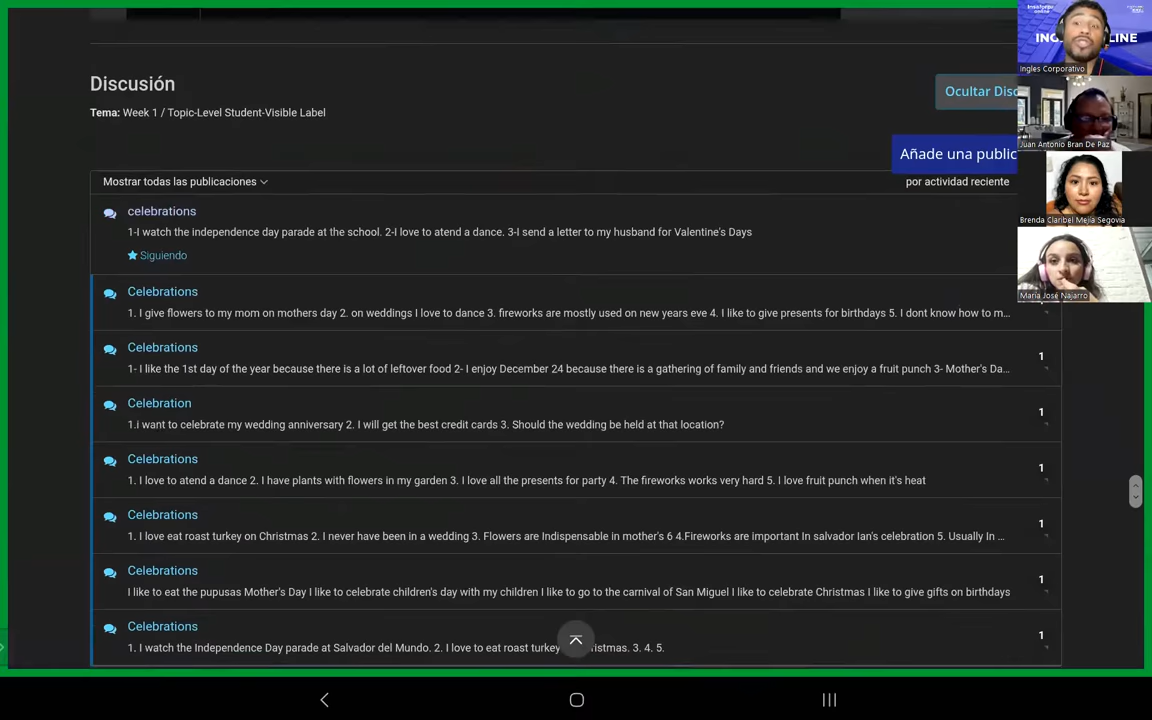 Discusión
Ocultar Disc
Tema: Week 1 / Topic-Level Student-Visible Label
Añade una public
Mostrar todas las publicaciones
por actividad reciente
celebrations
1-I watch the independence day parade at the school. 2-I love to atend a dance. 3-I send a letter to my husband for Valentine's Days
Siguiendo
Celebrations
1. I give flowers to my mom on mothers day 2. on weddings I love to dance 3. fireworks are mostly used on new years eve 4. I like to give presents for birthdays 5. I dont know how to m...
Celebrations
1
1- I like the 1st day of the year because there is a lot of leftover food 2- I enjoy December 24 because there is a gathering of family and friends and we enjoy a fruit punch 3- Mother's Da...
Celebration
1
1.i want to celebrate my wedding anniversary 2. I will get the best credit cards 3. Should the wedding be held at that location?
Celebrations
1
1. I love to atend a dance 2. I have plants with flowers in my garden 3. I love all the presents for party 4. The fireworks works very hard 5. I love fruit punch when it's heat
Celebrations
1
1. I love eat roast turkey on Christmas 2. I never have been in a wedding 3. Flowers are Indispensable in mother's 6 4.Fireworks are important In salvador Ian's celebration 5. Usually In ...
Celebrations
1
I like to eat the pupusas Mother's Day I like to celebrate children's day with my children I like to go to the carnival of San Miguel I like to celebrate Christmas I like to give gifts on birthdays
Celebrations
1
1. I watch the Independence Day parade at Salvador del Mundo. 2. I love to eat roast turkey istmas. 3. 4. 5.
ING LINE
Ingles Corporativo
Juan Antonio Bran De Paz
Brenda Claribel Mejia Segovia
María José Najarro